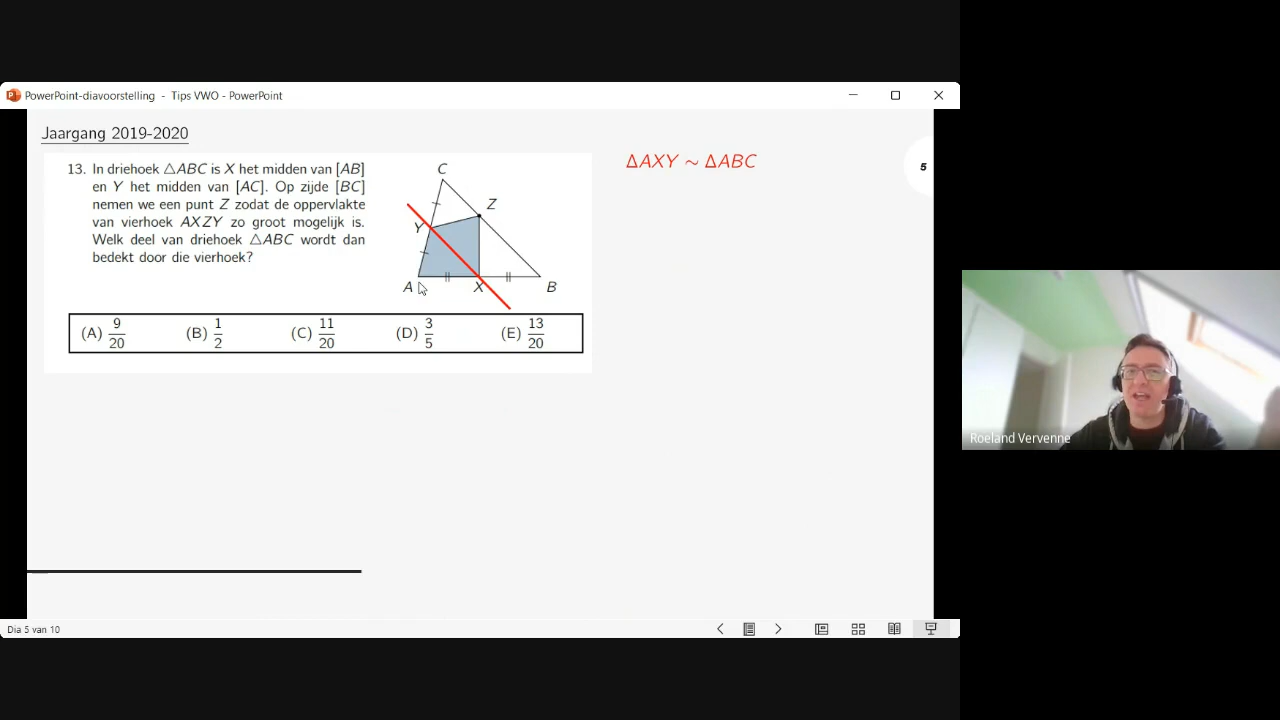 PowerPoint-diavoorstelling - Tips VWO - PowerPoint
Jaargang 2019-2020
5
13. In driehoek △ABC is X het midden van [AB]
en Y het midden van [AC]. Op zijde [BC]
nemen we een punt Z zodat de oppervlakte
van vierhoek AXZY zo groot mogelijk is.
Welk deel van driehoek △ABC wordt dan
bedekt door die vierhoek?
C
Z
Y
A
X
B
ΔAXY ∼ ΔABC
(A) 9/20 (B) 1/2 (C) 11/20 (D) 3/5 (E) 13/20
Roeland Vervenne
Dia 5 van 10